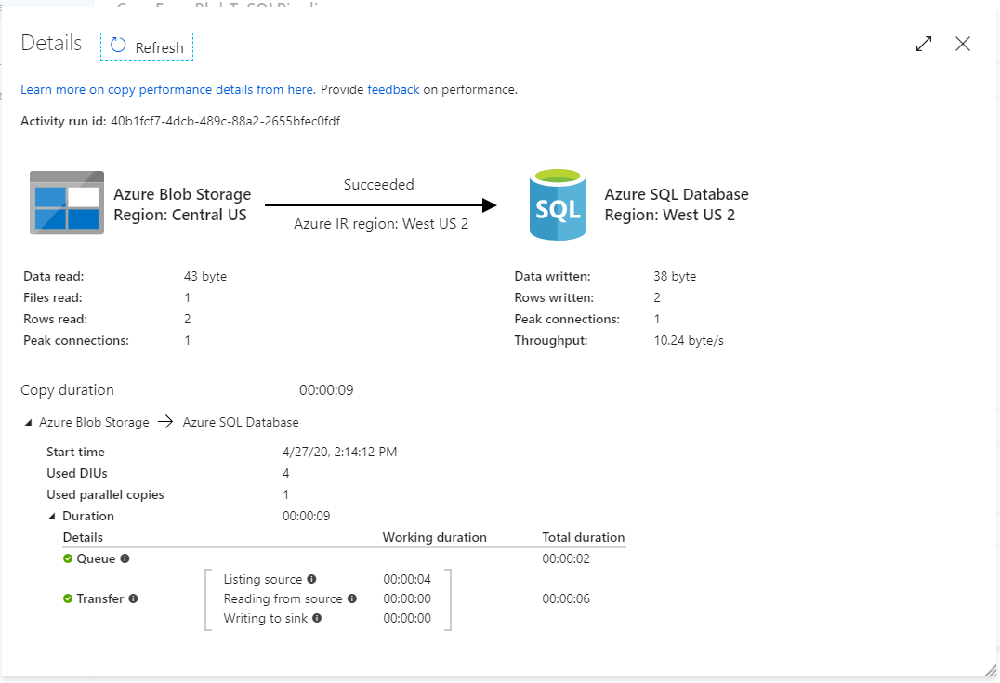 CopyFromBlobToSQLPipeline
Details
Refresh
Learn more on copy performance details from here. Provide feedback on performance.
Activity run id: 40b1fcf7-4dcb-489c-88a2-2655bfec0fdf
Succeeded
Azure Blob Storage
Region: Central US
Azure IR region: West US 2
SQL
Azure SQL Database
Region: West US 2
Data read: 43 byte
Files read: 1
Rows read: 2
Peak connections: 1
Data written: 38 byte
Rows written: 2
Peak connections: 1
Throughput: 10.24 byte/s
Copy duration 00:00:09
Azure Blob Storage → Azure SQL Database
Start time 4/27/20, 2:14:12 PM
Used DIUs 4
Used parallel copies 1
Duration 00:00:09
Details Working duration Total duration
Queue 00:00:02
Listing source 00:00:04
Transfer Reading from source 00:00:00 00:00:06
Writing to sink 00:00:00